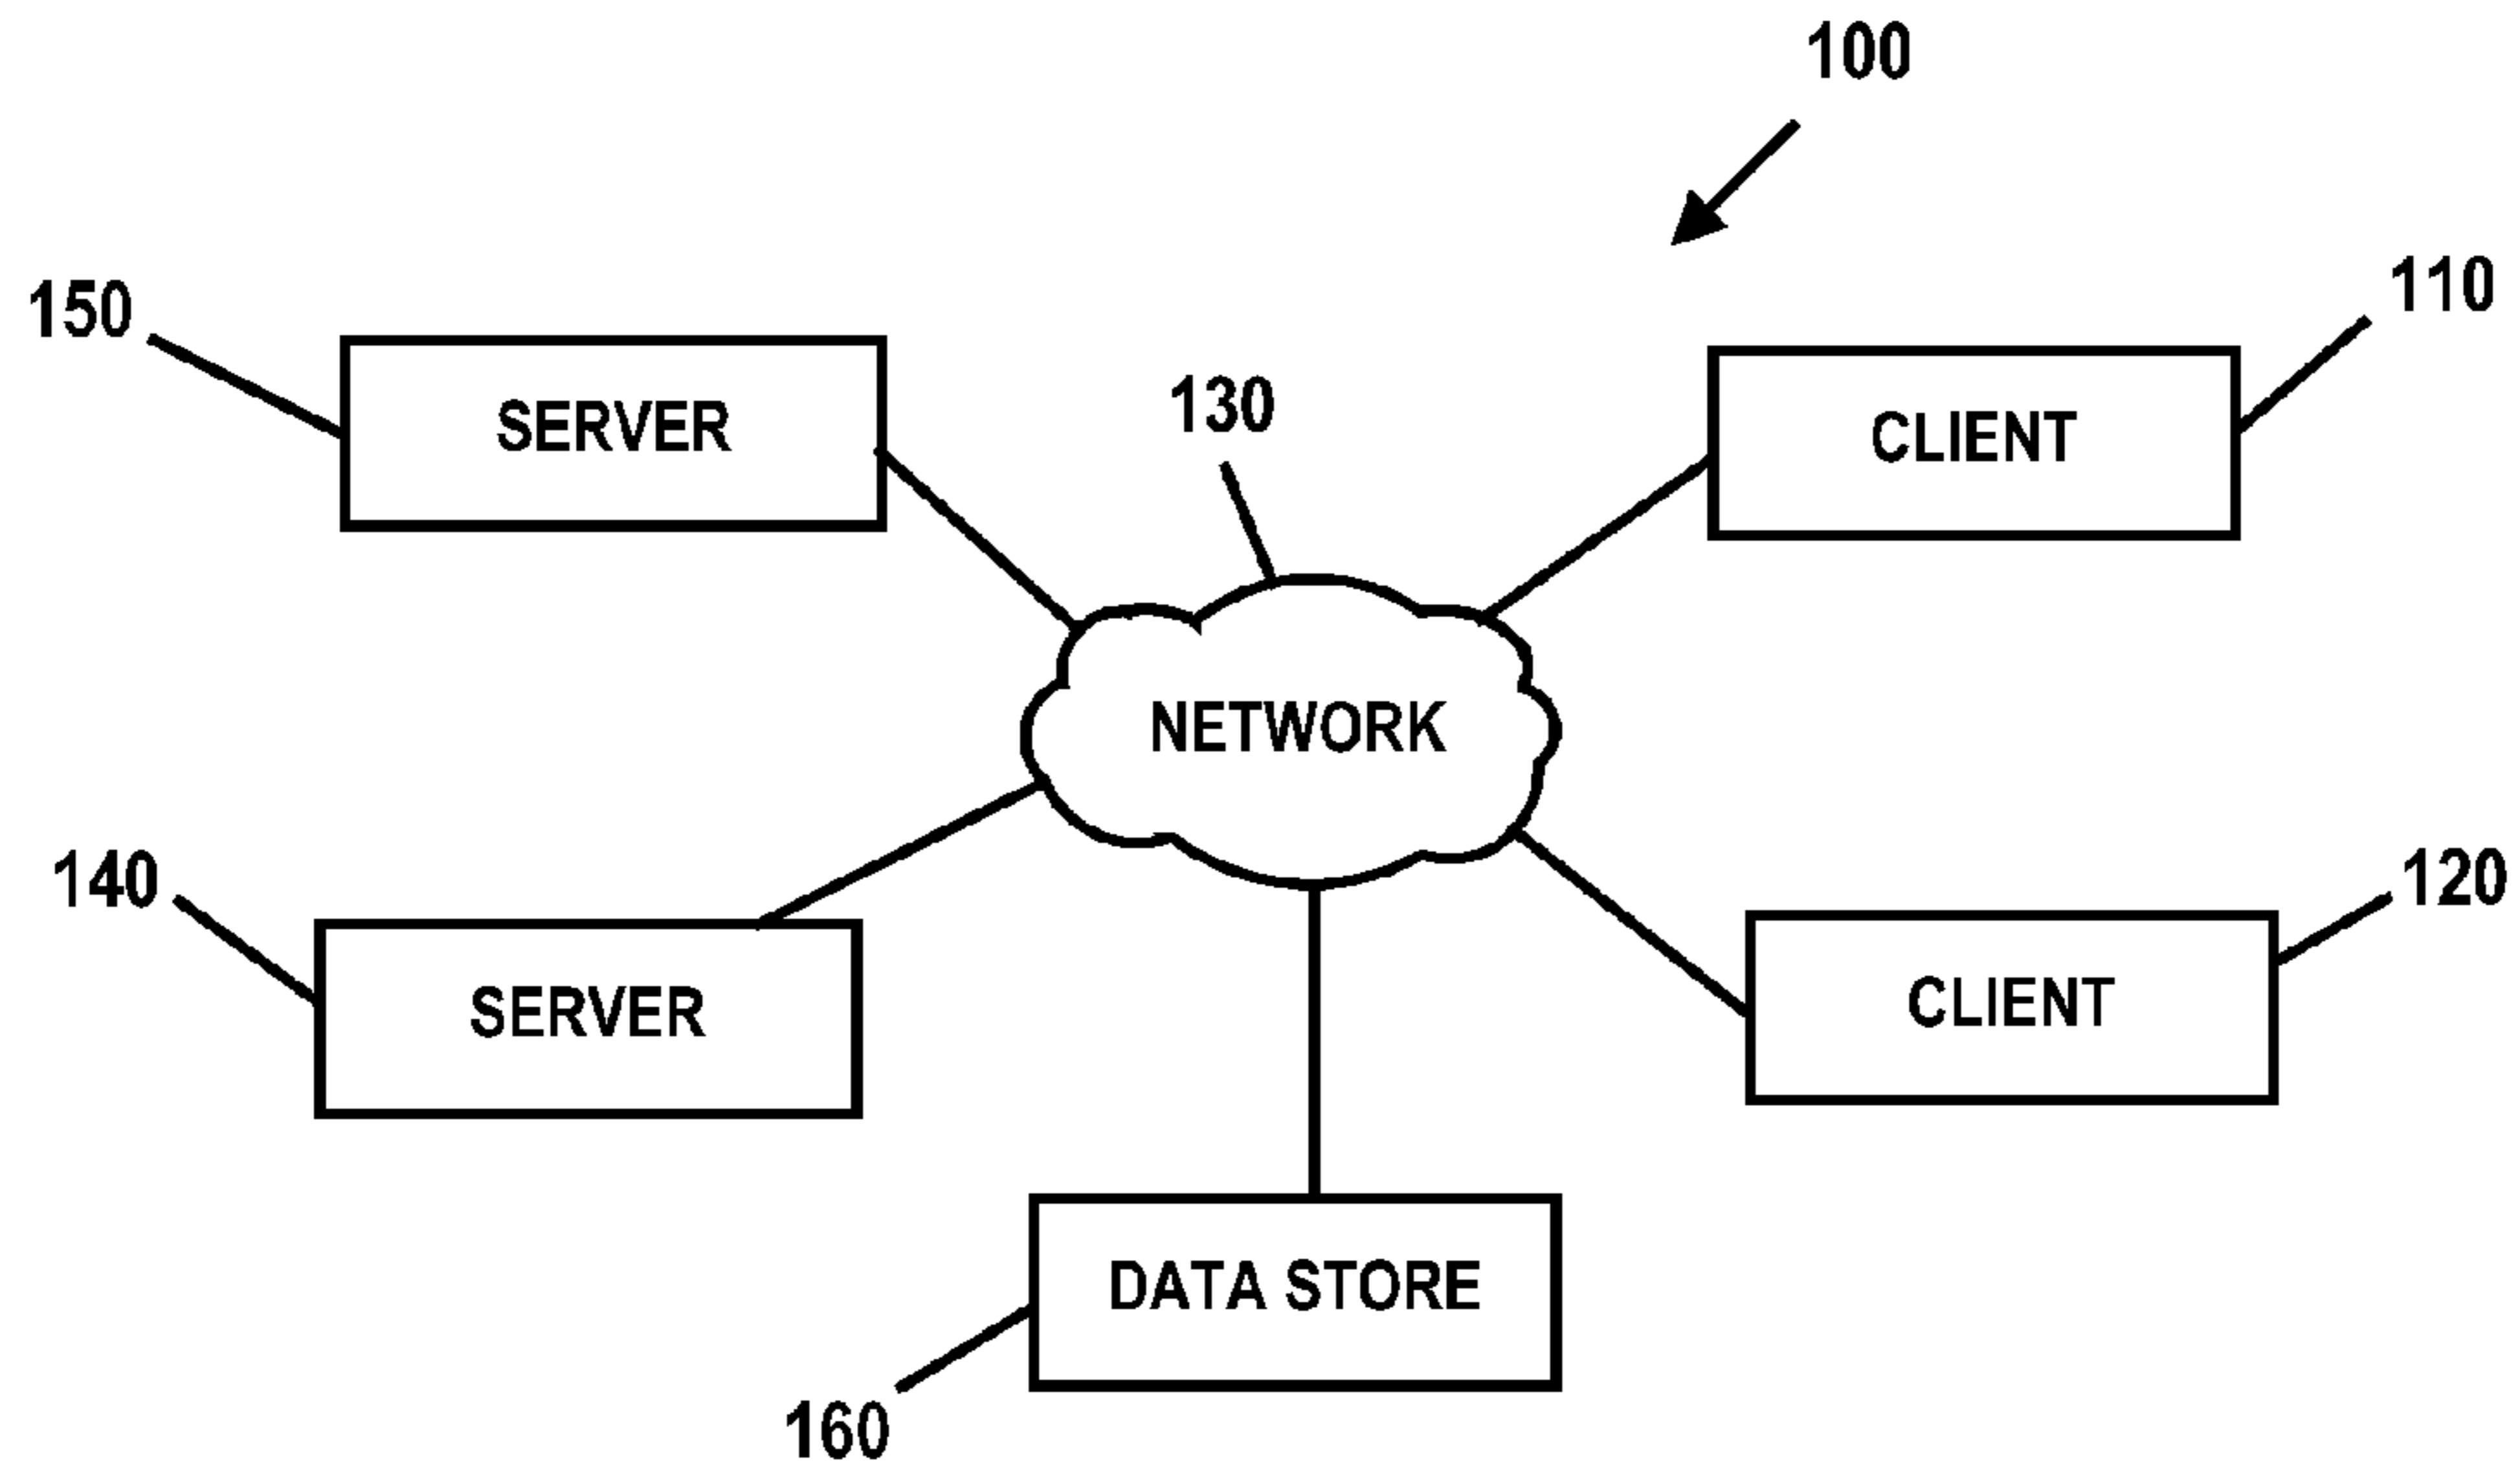 100
110
150
SERVER
130
CLIENT
NETWORK
140
120
SERVER
CLIENT
DATA STORE
160